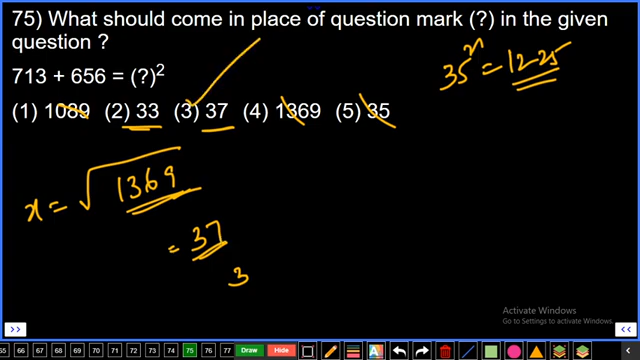 75) What should come in place of question mark (?) in the given
question ?
713 + 656 = (?)²
(1) 1089 (2) 33 (3) 37 (4) 1369 (5) 35
35² = 1225
x = √1369
= 37
3
Activate Windows
Go to Settings to activate Windows.
>> 65 66 67 68 69 70 71 72 73 74 75 76 77 Draw Hide <<